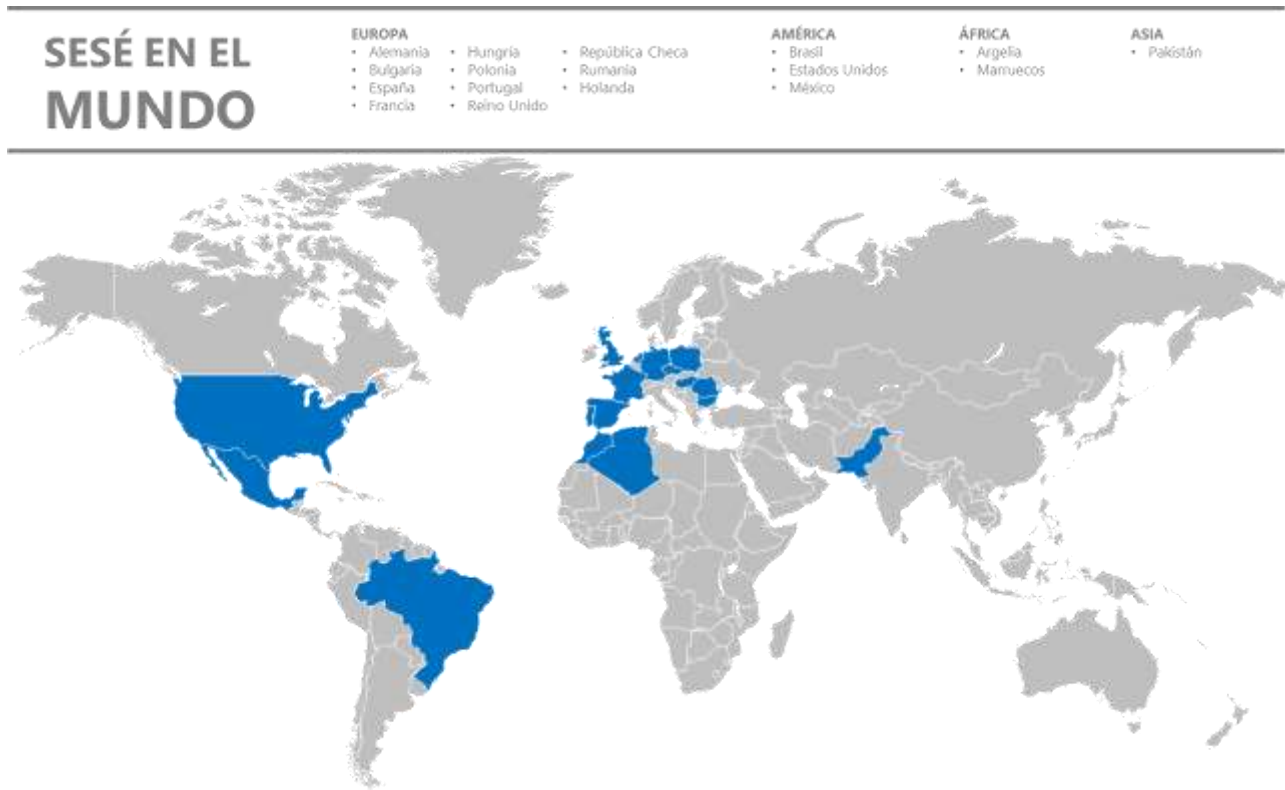 SESÉ EN EL
MUNDO
EUROPA
• Alemania
• Bulgaria
• España
• Francia
• Hungría
• Polonia
• Portugal
• Reino Unido
• República Checa
• Rumania
• Holanda
AMÉRICA
• Brasil
• Estados Unidos
• México
ÁFRICA
• Argelia
• Marruecos
ASIA
• Pakistán